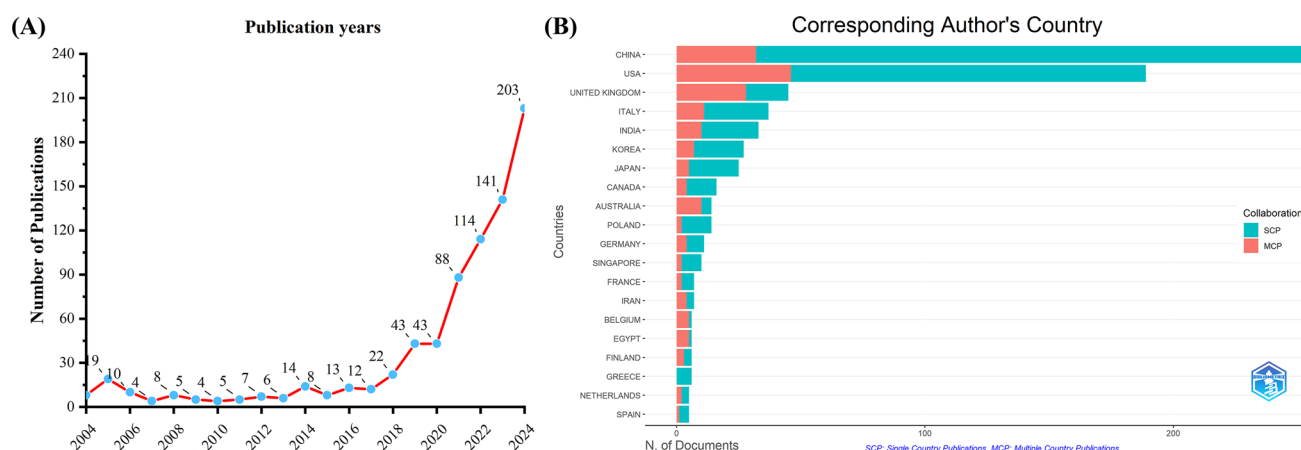 (A)
Publication years
Number of Publications
240
210
180
150
120
90
60
30
0
19
10
4
8
5
4
5
7
6
14
8
13
12
22
43
43
88
114
141
203
2004
2006
2008
2010
2012
2014
2016
2018
2020
2022
2024
(B)
Corresponding Author's Country
Countries
CHINA
USA
UNITED KINGDOM
ITALY
INDIA
KOREA
JAPAN
CANADA
AUSTRALIA
POLAND
GERMANY
SINGAPORE
FRANCE
IRAN
BELGIUM
EGYPT
FINLAND
GREECE
NETHERLANDS
SPAIN
Collaboration
SCP
MCP
0
100
200
N. of Documents
SCP: Single Country Publications, MCP: Multiple Country Publications